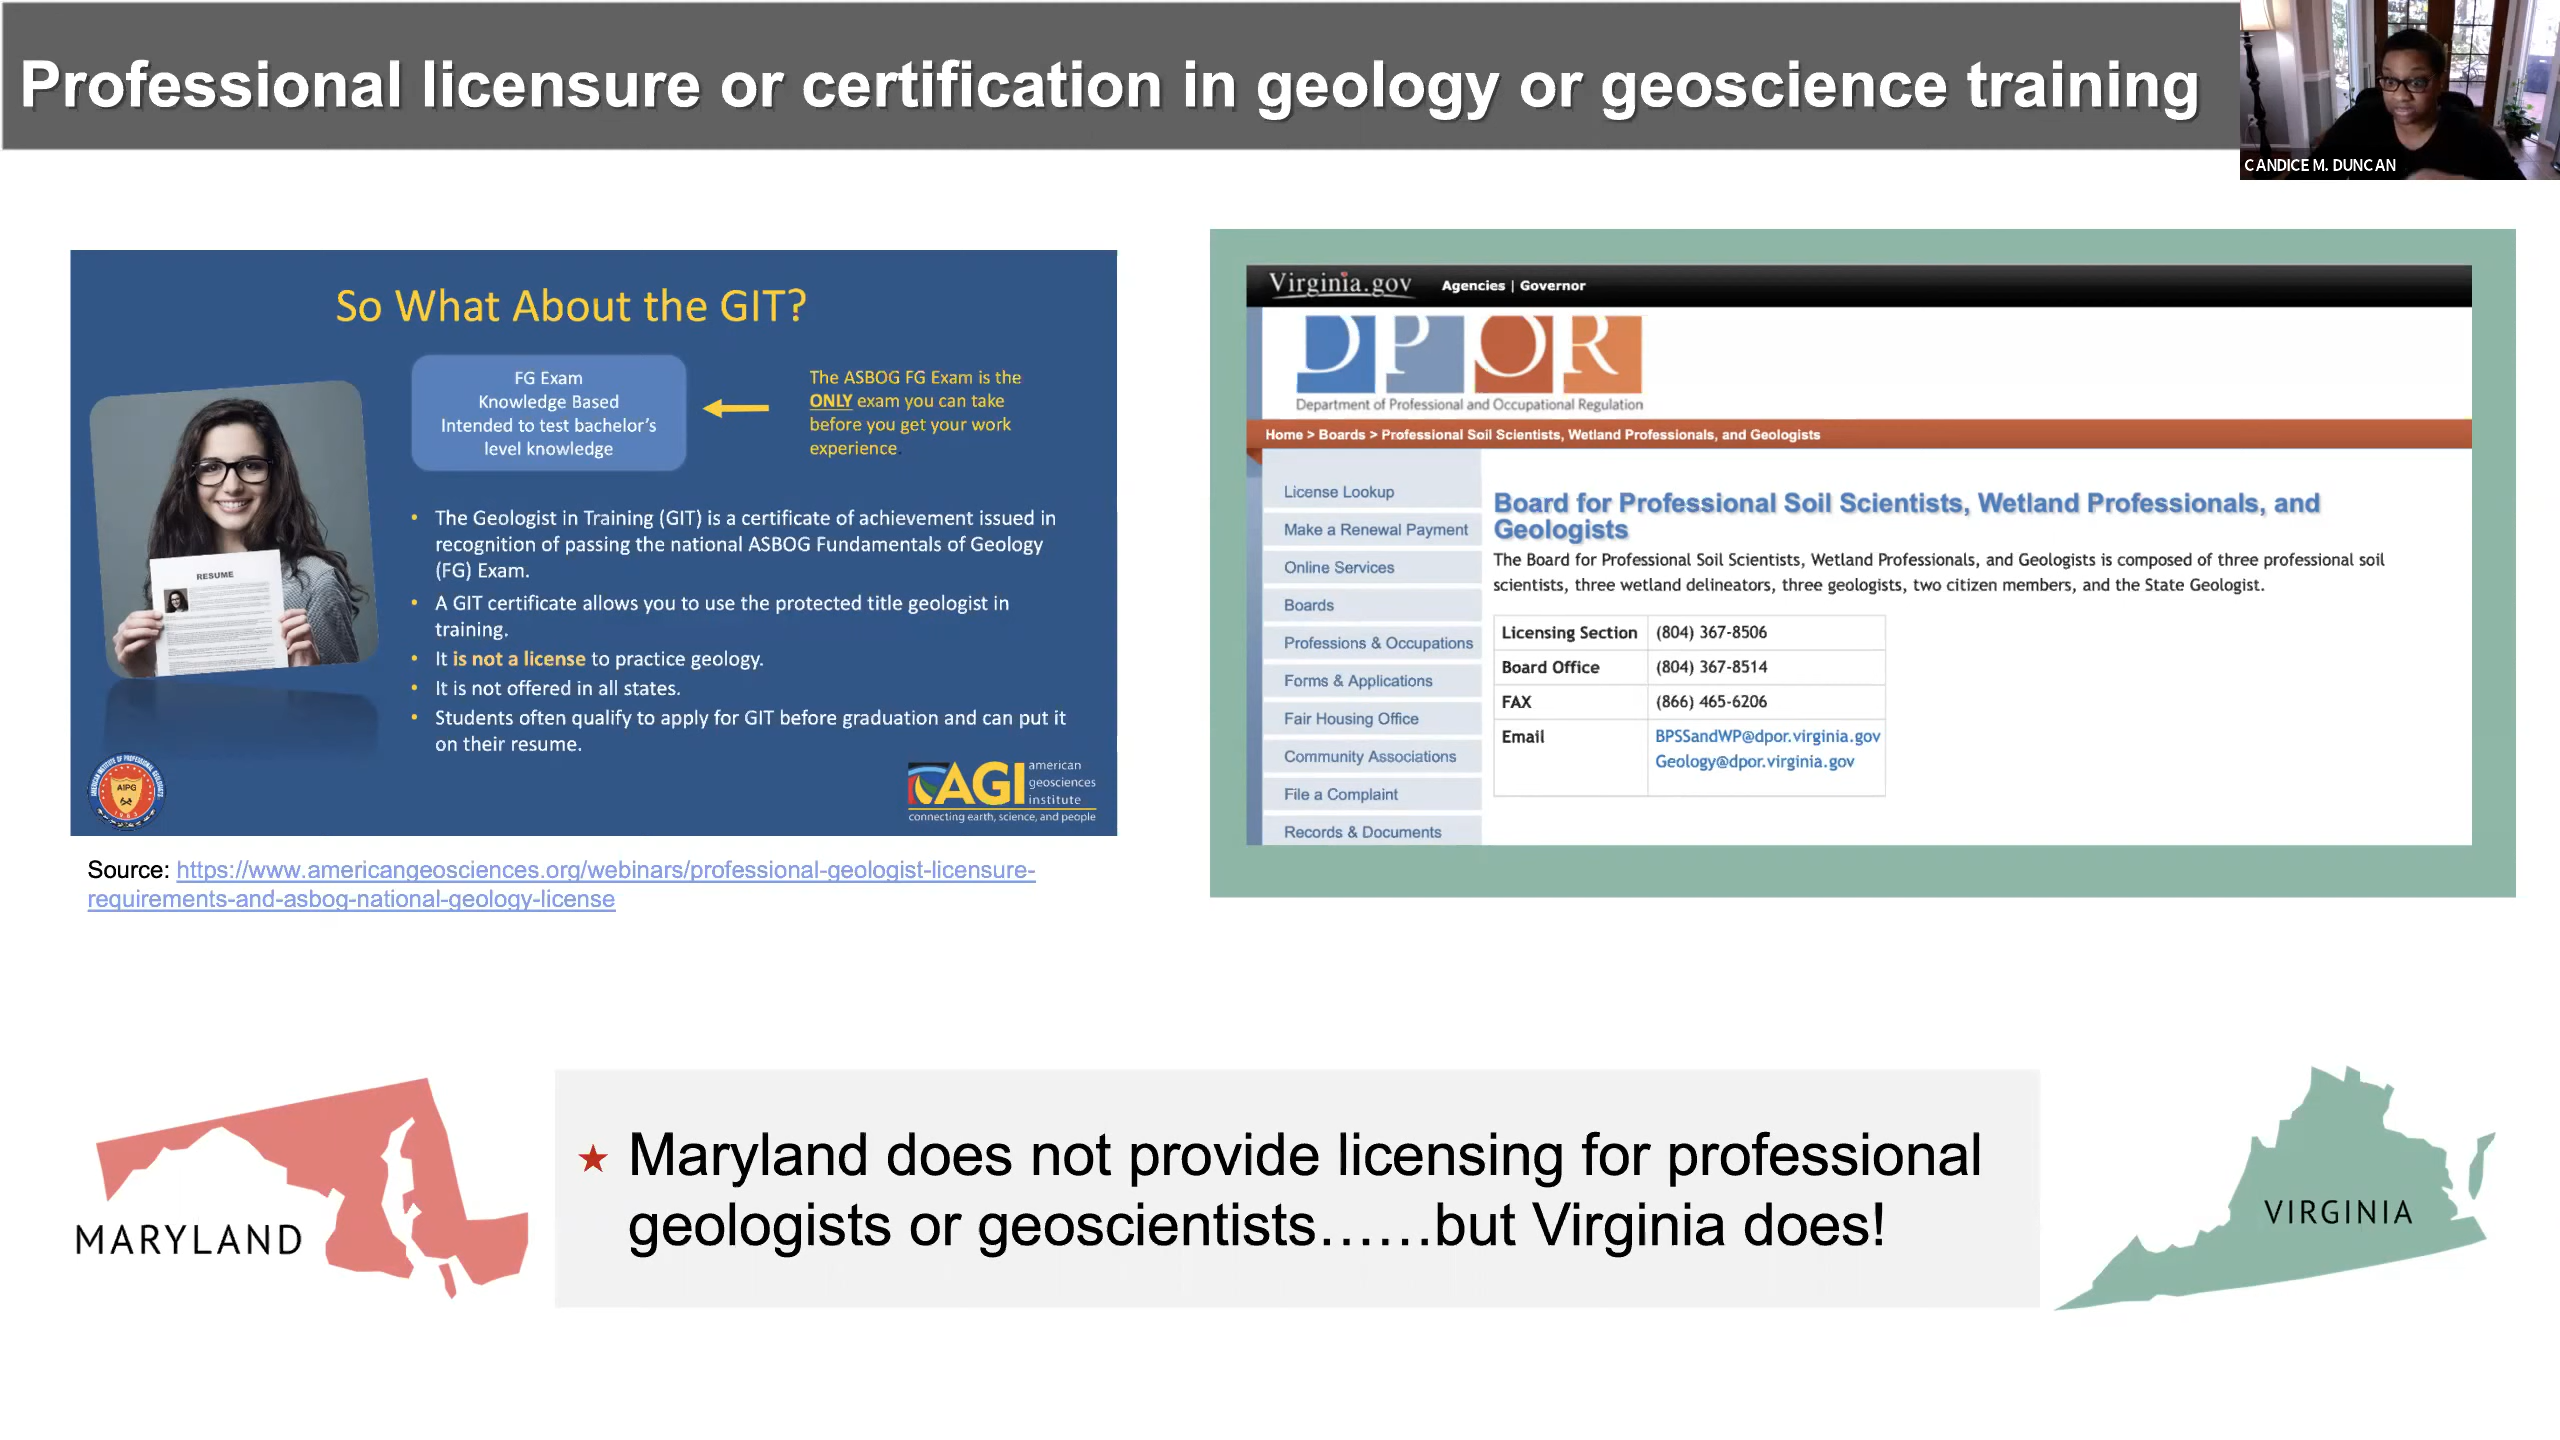 Professional licensure or certification in geology or geoscience training
CANDICE M. DUNCAN
So What About the GIT?
FG Exam
Knowledge Based
Intended to test bachelor's
level knowledge
The ASBOG FG Exam is the
ONLY exam you can take
before you get your work
experience.
RESUME
• The Geologist in Training (GIT) is a certificate of achievement issued in
recognition of passing the national ASBOG Fundamentals of Geology
(FG) Exam.
• A GIT certificate allows you to use the protected title geologist in
training.
• It is not a license to practice geology.
• It is not offered in all states.
• Students often qualify to apply for GIT before graduation and can put it
on their resume.
AMERICAN INSTITUTE OF PROFESSIONAL GEOLOGISTS
AIPG
1963
AGI
american
geosciences
institute
connecting earth, science, and people
Source: https://www.americangeosciences.org/webinars/professional-geologist-licensure-
requirements-and-asbog-national-geology-license
Virginia.gov Agencies | Governor
DPOR
Department of Professional and Occupational Regulation
Home > Boards > Professional Soil Scientists, Wetland Professionals, and Geologists
License Lookup
Make a Renewal Payment
Online Services
Boards
Professions & Occupations
Forms & Applications
Fair Housing Office
Community Associations
File a Complaint
Records & Documents
Board for Professional Soil Scientists, Wetland Professionals, and
Geologists
The Board for Professional Soil Scientists, Wetland Professionals, and Geologists is composed of three professional soil
scientists, three wetland delineators, three geologists, two citizen members, and the State Geologist.
Licensing Section (804) 367-8506
Board Office (804) 367-8514
FAX (866) 465-6206
Email BPSSandWP@dpor.virginia.gov
Geology@dpor.virginia.gov
MARYLAND
★ Maryland does not provide licensing for professional
geologists or geoscientists……but Virginia does!
VIRGINIA